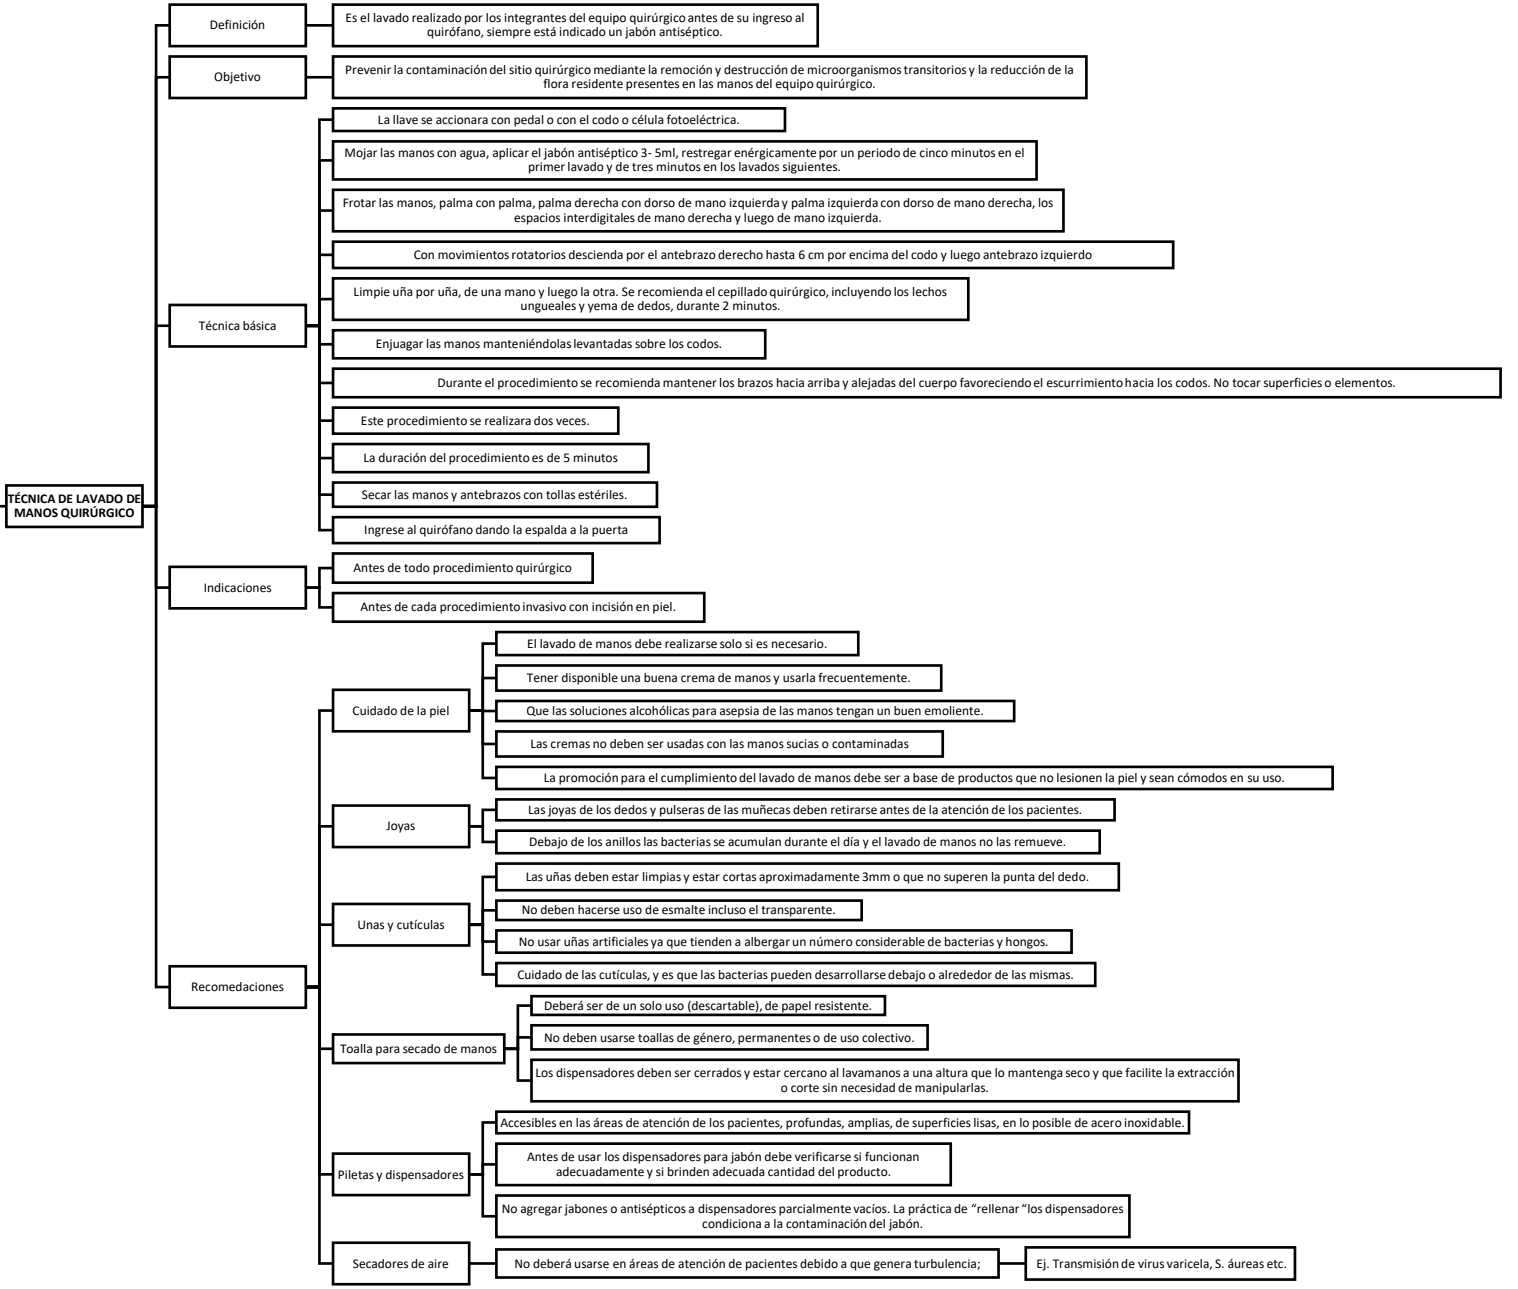 TÉCNICA DE LAVADO DE
MANOS QUIRÚRGICO
Definición
Es el lavado realizado por los integrantes del equipo quirúrgico antes de su ingreso al
quirófano, siempre está indicado un jabón antiséptico.
Objetivo
Prevenir la contaminación del sitio quirúrgico mediante la remoción y destrucción de microorganismos transitorios y la reducción de la
flora residente presentes en las manos del equipo quirúrgico.
Técnica básica
La llave se accionara con pedal o con el codo o célula fotoeléctrica.
Mojar las manos con agua, aplicar el jabón antiséptico 3- 5ml, restregar enérgicamente por un periodo de cinco minutos en el
primer lavado y de tres minutos en los lavados siguientes.
Frotar las manos, palma con palma, palma derecha con dorso de mano izquierda y palma izquierda con dorso de mano derecha, los
espacios interdigitales de mano derecha y luego de mano izquierda.
Con movimientos rotatorios descienda por el antebrazo derecho hasta 6 cm por encima del codo y luego antebrazo izquierdo
Limpie uña por uña, de una mano y luego la otra. Se recomienda el cepillado quirúrgico, incluyendo los lechos
ungueales y yema de dedos, durante 2 minutos.
Enjuagar las manos manteniéndolas levantadas sobre los codos.
Durante el procedimiento se recomienda mantener los brazos hacia arriba y alejadas del cuerpo favoreciendo el escurrimiento hacia los codos. No tocar superficies o elementos.
Este procedimiento se realizara dos veces.
La duración del procedimiento es de 5 minutos
Secar las manos y antebrazos con tollas estériles.
Ingrese al quirófano dando la espalda a la puerta
Indicaciones
Antes de todo procedimiento quirúrgico
Antes de cada procedimiento invasivo con incisión en piel.
Recomedaciones
Cuidado de la piel
El lavado de manos debe realizarse solo si es necesario.
Tener disponible una buena crema de manos y usarla frecuentemente.
Que las soluciones alcohólicas para asepsia de las manos tengan un buen emoliente.
Las cremas no deben ser usadas con las manos sucias o contaminadas
La promoción para el cumplimiento del lavado de manos debe ser a base de productos que no lesionen la piel y sean cómodos en su uso.
Joyas
Las joyas de los dedos y pulseras de las muñecas deben retirarse antes de la atención de los pacientes.
Debajo de los anillos las bacterias se acumulan durante el día y el lavado de manos no las remueve.
Unas y cutículas
Las uñas deben estar limpias y estar cortas aproximadamente 3mm o que no superen la punta del dedo.
No deben hacerse uso de esmalte incluso el transparente.
No usar uñas artificiales ya que tienden a albergar un número considerable de bacterias y hongos.
Cuidado de las cutículas, y es que las bacterias pueden desarrollarse debajo o alrededor de las mismas.
Toalla para secado de manos
Deberá ser de un solo uso (descartable), de papel resistente.
No deben usarse toallas de género, permanentes o de uso colectivo.
Los dispensadores deben ser cerrados y estar cercano al lavamanos a una altura que lo mantenga seco y que facilite la extracción
o corte sin necesidad de manipularlas.
Piletas y dispensadores
Accesibles en las áreas de atención de los pacientes, profundas, amplias, de superficies lisas, en lo posible de acero inoxidable.
Antes de usar los dispensadores para jabón debe verificarse si funcionan
adecuadamente y si brinden adecuada cantidad del producto.
No agregar jabones o antisépticos a dispensadores parcialmente vacíos. La práctica de “rellenar “los dispensadores
condiciona a la contaminación del jabón.
Secadores de aire
No deberá usarse en áreas de atención de pacientes debido a que genera turbulencia;
Ej. Transmisión de virus varicela, S. áureas etc.